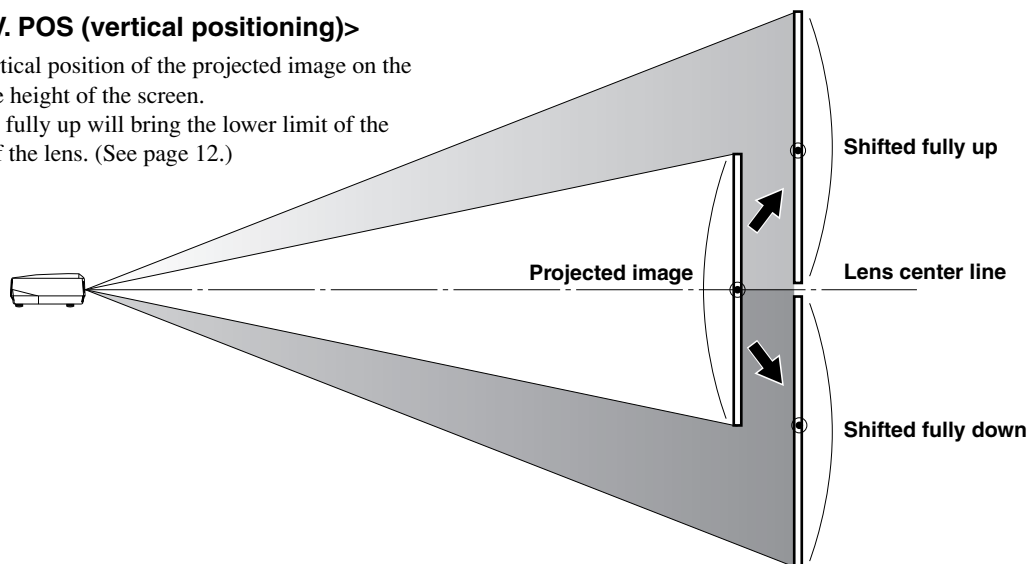 V. POS (vertical positioning)>
rtical position of the projected image on the
e height of the screen.
fully up will bring the lower limit of the
f the lens. (See page 12.)
Shifted fully up
Projected image
Lens center line
Shifted fully down